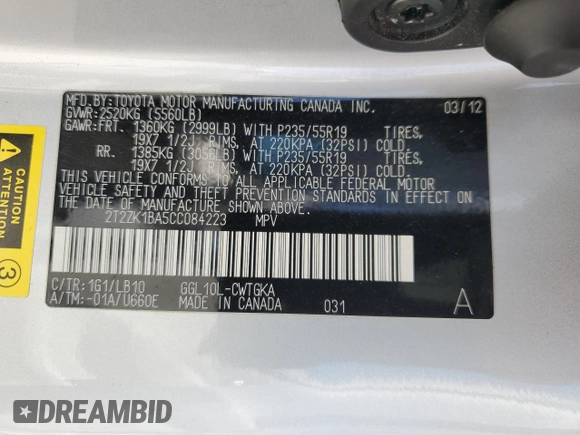 MFD. BY: TOYOTA MOTOR MANUFACTURING CANADA INC. 03/12
GVWR: 2520KG (5560LB)
GAWR: FRT. 1360KG (2999LB) WITH P235/55R19 TIRES,
19X 7 1/2J RIMS, AT 220KPA (32PSI) COLD.
RR. 1385KG (3056LB) WITH P235/55R19 TIRES,
19X 7 1/2J RIMS, AT 220KPA (32PSI) COLD.
THIS VEHICLE CONFORMS TO ALL APPLICABLE FEDERAL MOTOR
VEHICLE SAFETY AND THEFT PREVENTION STANDARDS IN EFFECT ON
THE DATE OF MANUFACTURE SHOWN ABOVE.
2T2ZK1BA5CC084223 MPV
C/TR: 1G1/LB10 GGL10L-CWTGKA
A/TM: -01A/U660E MADE IN CANADA 031 A
CAUTION
ATTENTION
3
DREAMBID